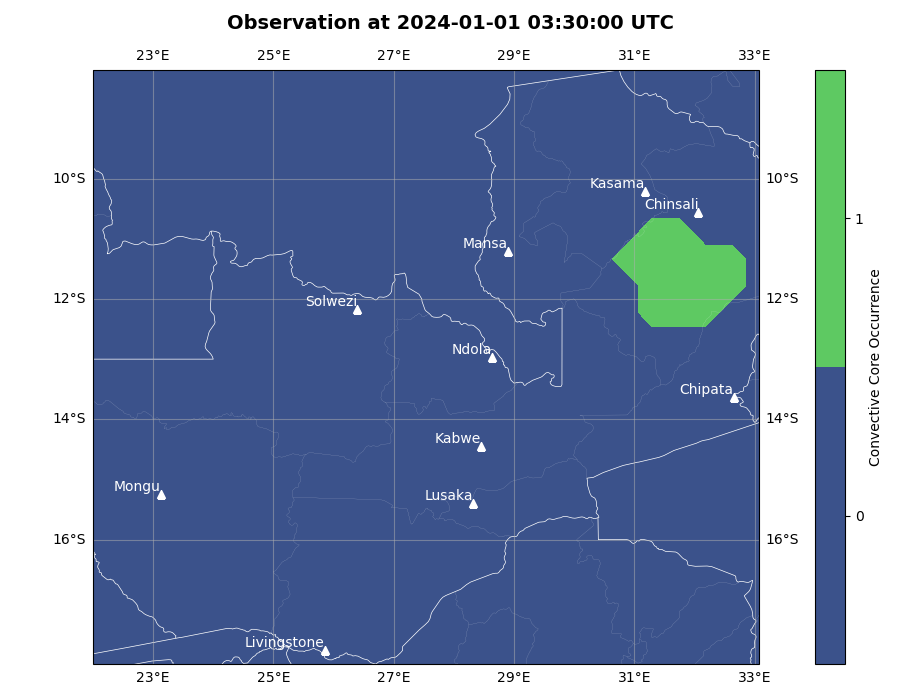 Observation at 2024-01-01 03:30:00 UTC
23°E 25°E 27°E 29°E 31°E 33°E
10°S 10°S
Kasama
Chinsali
Mansa
12°S 12°S
Solwezi
Ndola
Chipata
14°S 14°S
Kabwe
Mongu
Lusaka
16°S 16°S
Livingstone
23°E 25°E 27°E 29°E 31°E 33°E
1
0
Convective Core Occurrence